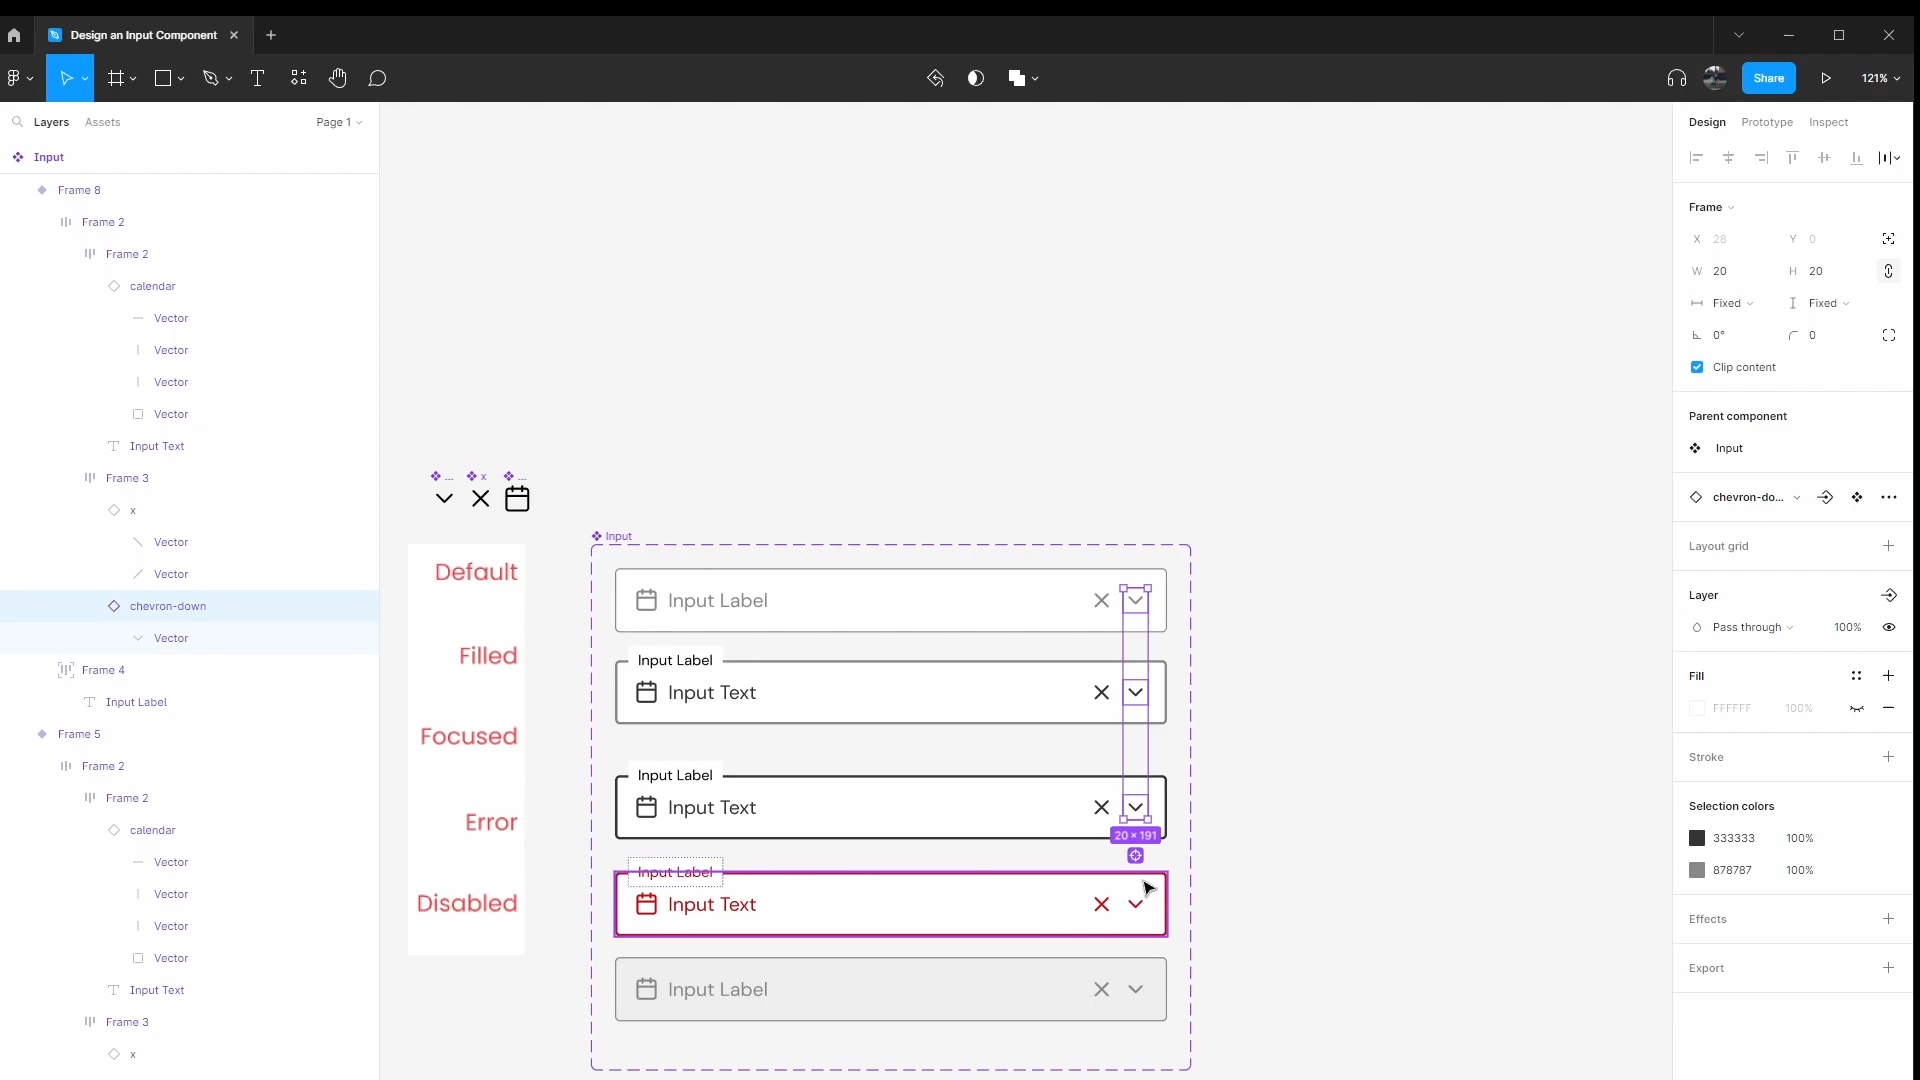 Design an Input Component
Share
121%
Layers
Assets
Page 1
Input
Frame 8
Frame 2
Frame 2
calendar
Vector
Vector
Vector
Vector
Input Text
Frame 3
x
Vector
Vector
chevron-down
Vector
Frame 4
Input Label
Frame 5
Frame 2
Frame 2
calendar
Vector
Vector
Vector
Vector
Input Text
Frame 3
x
... x ...
Default
Filled
Focused
Error
Disabled
Input
Input Label
Input Label
Input Text
Input Label
Input Text
20 × 191
Input Label
Input Text
Input Label
Design Prototype Inspect
Frame
X 28 Y 0
W 20 H 20
Fixed Fixed
0° 0
Clip content
Parent component
Input
chevron-do...
Layout grid
Layer
Pass through 100%
Fill
FFFFFF 100%
Stroke
Selection colors
333333 100%
878787 100%
Effects
Export